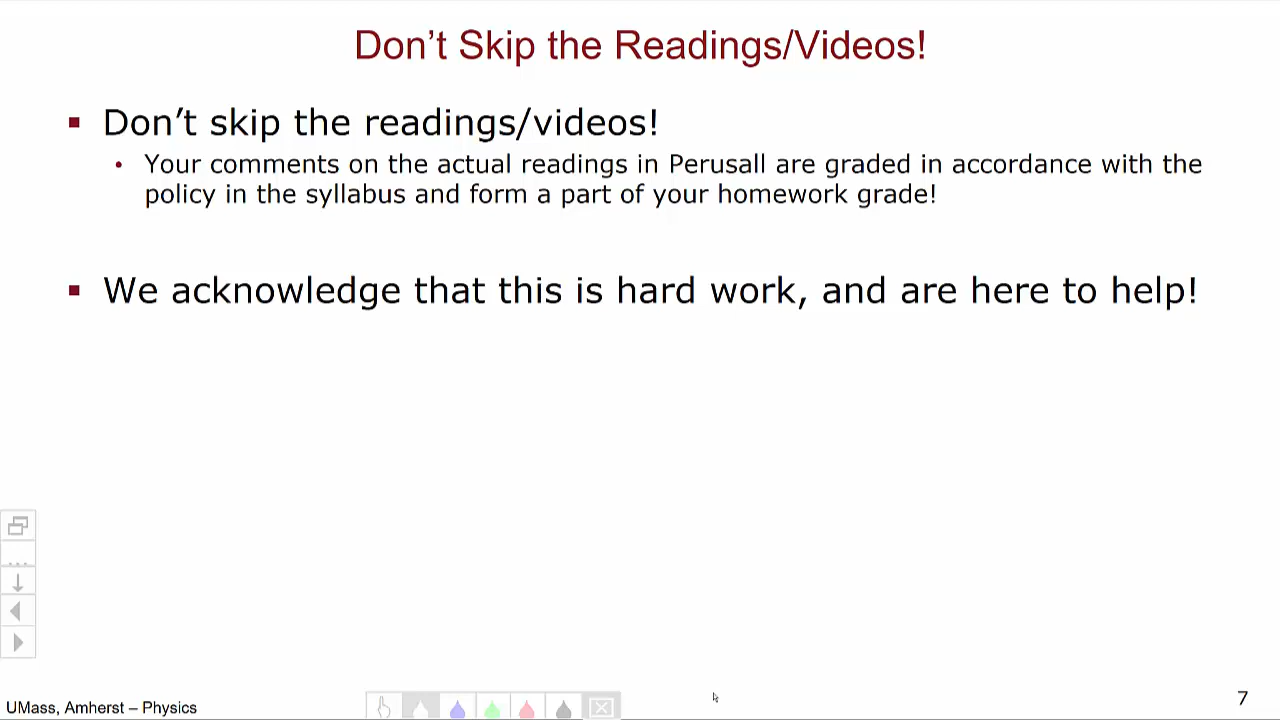 Don’t Skip the Readings/Videos!
Don’t skip the readings/videos!
Your comments on the actual readings in Perusall are graded in accordance with the
policy in the syllabus and form a part of your homework grade!
We acknowledge that this is hard work, and are here to help!
UMass, Amherst – Physics
7